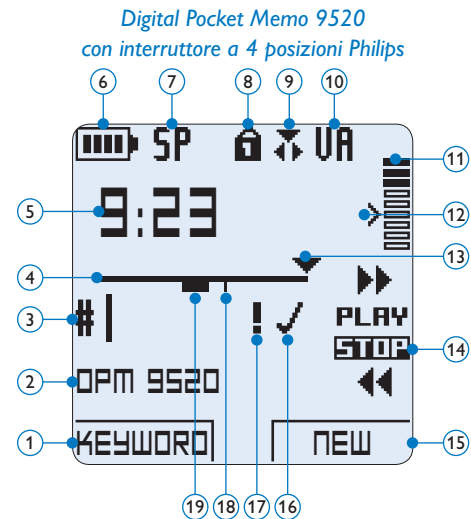 Digital Pocket Memo 9520
con interruttore a 4 posizioni Philips
6 7 8 9 10
SP 1 VA
11
5 9:23 12
4 13
3 #1 ! PLAY
STOP 14
2 DPM 9520
1 KEYWORD NEW 15
19 18 17 16